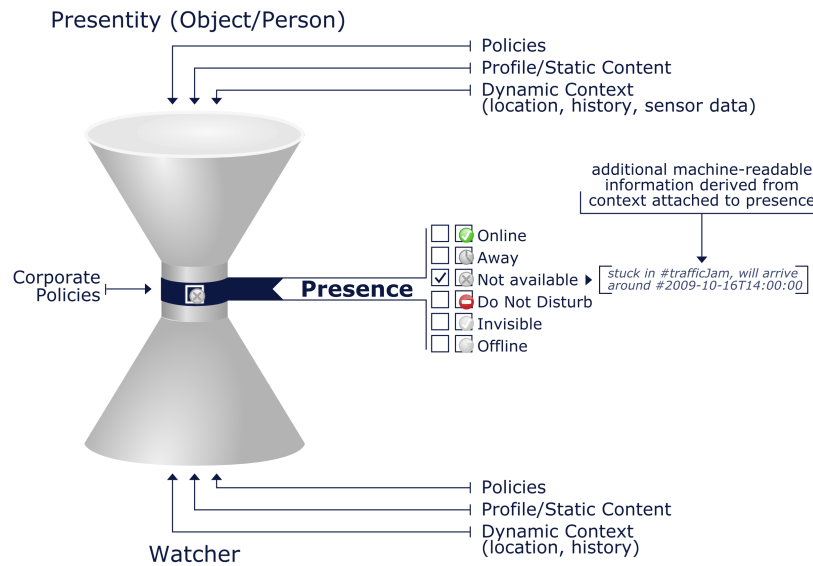 Presentity (Object/Person)
Policies
Profile/Static Content
Dynamic Context
(location, history, sensor data)
additional machine-readable
information derived from
context attached to presence
Corporate
Policies
Presence
Online
Away
Not available
Do Not Disturb
Invisible
Offline
stuck in #trafficJam, will arrive
around #2009-10-16T14:00:00
Policies
Profile/Static Content
Dynamic Context
(location, history)
Watcher